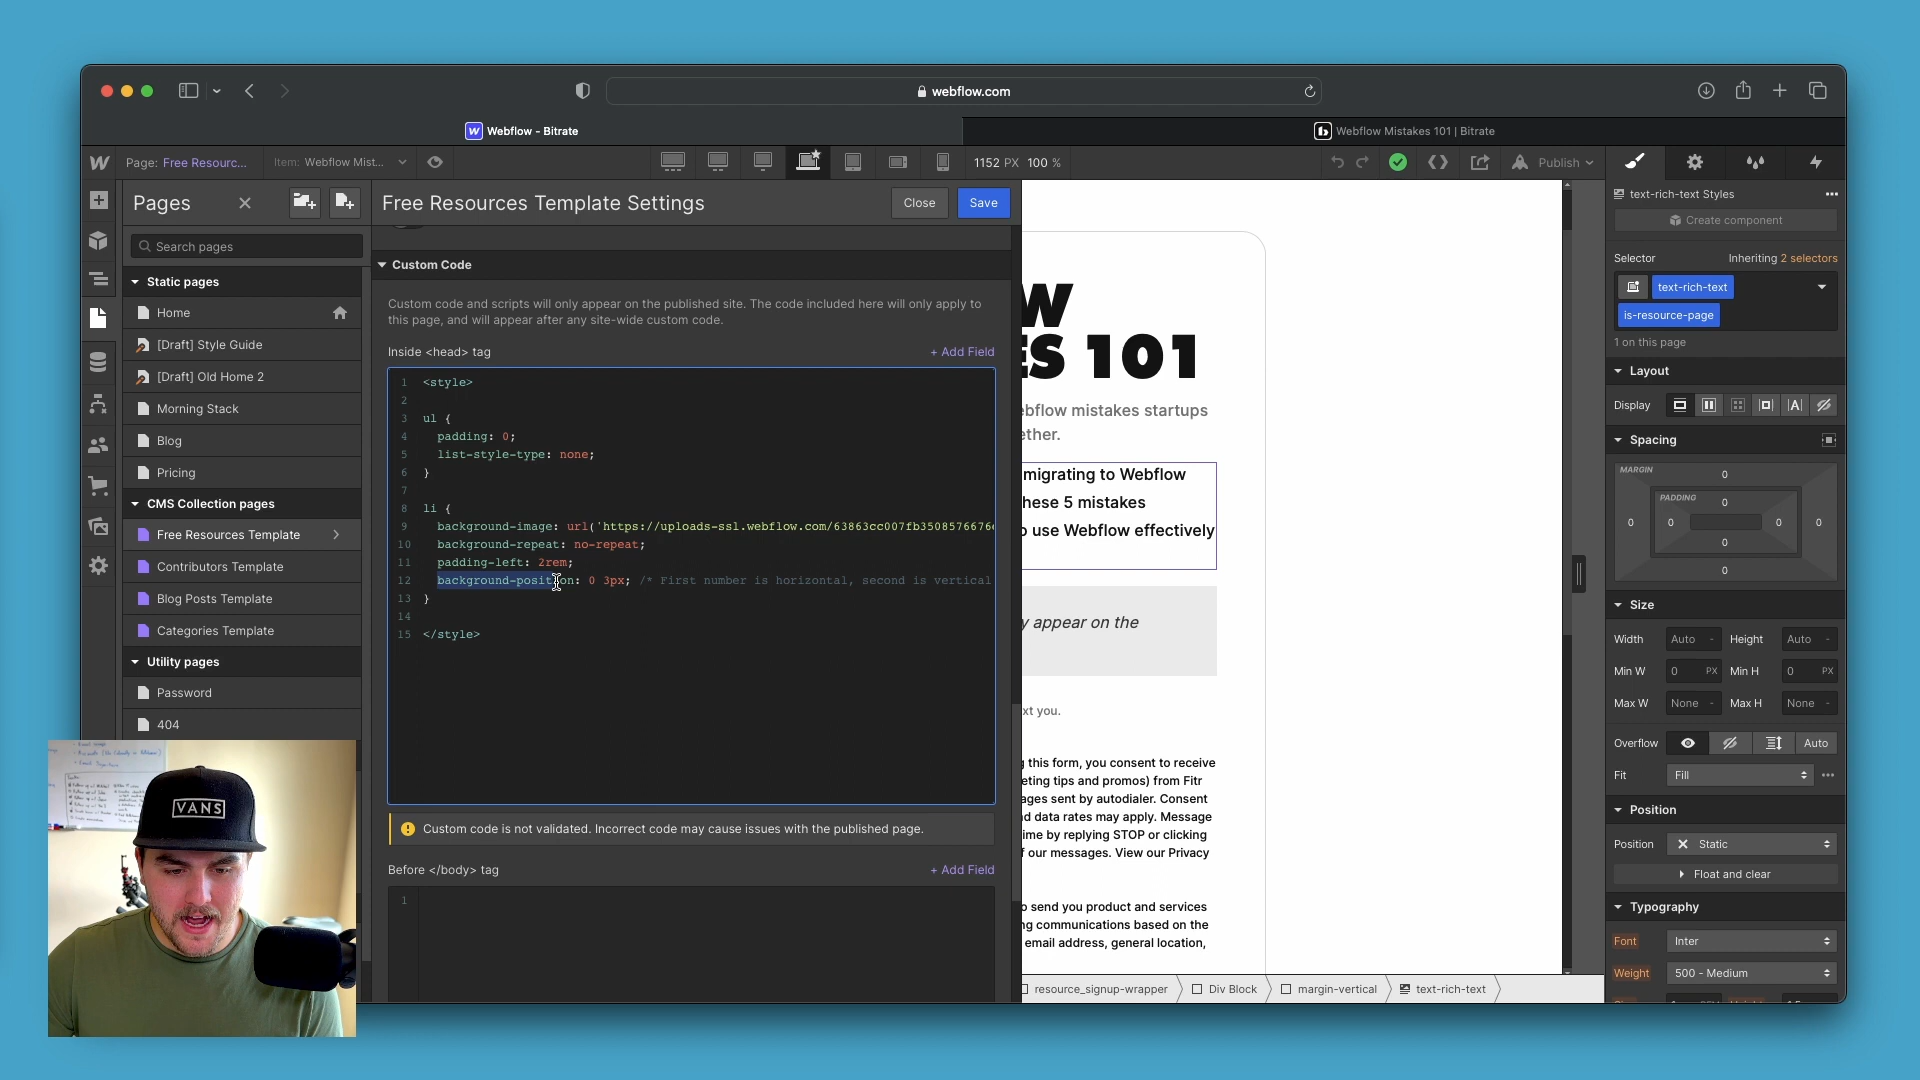 webflow.com
Webflow - Bitrate
Webflow Mistakes 101 | Bitrate
Page: Free Resourc...
Item: Webflow Mist...
1152 PX 100 %
Publish
Pages
Search pages
Static pages
Home
[Draft] Style Guide
[Draft] Old Home 2
Morning Stack
Blog
Pricing
CMS Collection pages
Free Resources Template
Contributors Template
Blog Posts Template
Categories Template
Utility pages
Password
404
Free Resources Template Settings
Close
Save
Custom Code
Custom code and scripts will only appear on the published site. The code included here will only apply to
this page, and will appear after any site-wide custom code.
Inside <head> tag
+ Add Field
1 <style>
2
3 ul {
4 padding: 0;
5 list-style-type: none;
6 }
7
8 li {
9 background-image: url('https://uploads-ssl.webflow.com/63863cc007fb3508576676
10 background-repeat: no-repeat;
11 padding-left: 2rem;
12 background-position: 0 3px; /* First number is horizontal, second is vertical
13 }
14
15 </style>
Custom code is not validated. Incorrect code may cause issues with the published page.
Before </body> tag
+ Add Field
1
W
ES 101
ebflow mistakes startups
ether.
migrating to Webflow
hese 5 mistakes
o use Webflow effectively
y appear on the
xt you.
g this form, you consent to receive
eting tips and promos) from Fitr
ages sent by autodialer. Consent
nd data rates may apply. Message
ime by replying STOP or clicking
f our messages. View our Privacy
o send you product and services
ng communications based on the
email address, general location,
resource_signup-wrapper
Div Block
margin-vertical
text-rich-text
text-rich-text Styles
Create component
Selector
Inheriting 2 selectors
text-rich-text
is-resource-page
1 on this page
Layout
Display
Spacing
MARGIN
0
PADDING
0
0 0 0 0
0
0
Size
Width Auto - Height Auto -
Min W 0 PX Min H 0 PX
Max W None - Max H None -
Overflow Auto
Fit Fill
Position
Position Static
Float and clear
Typography
Font Inter
Weight 500 - Medium
VANS